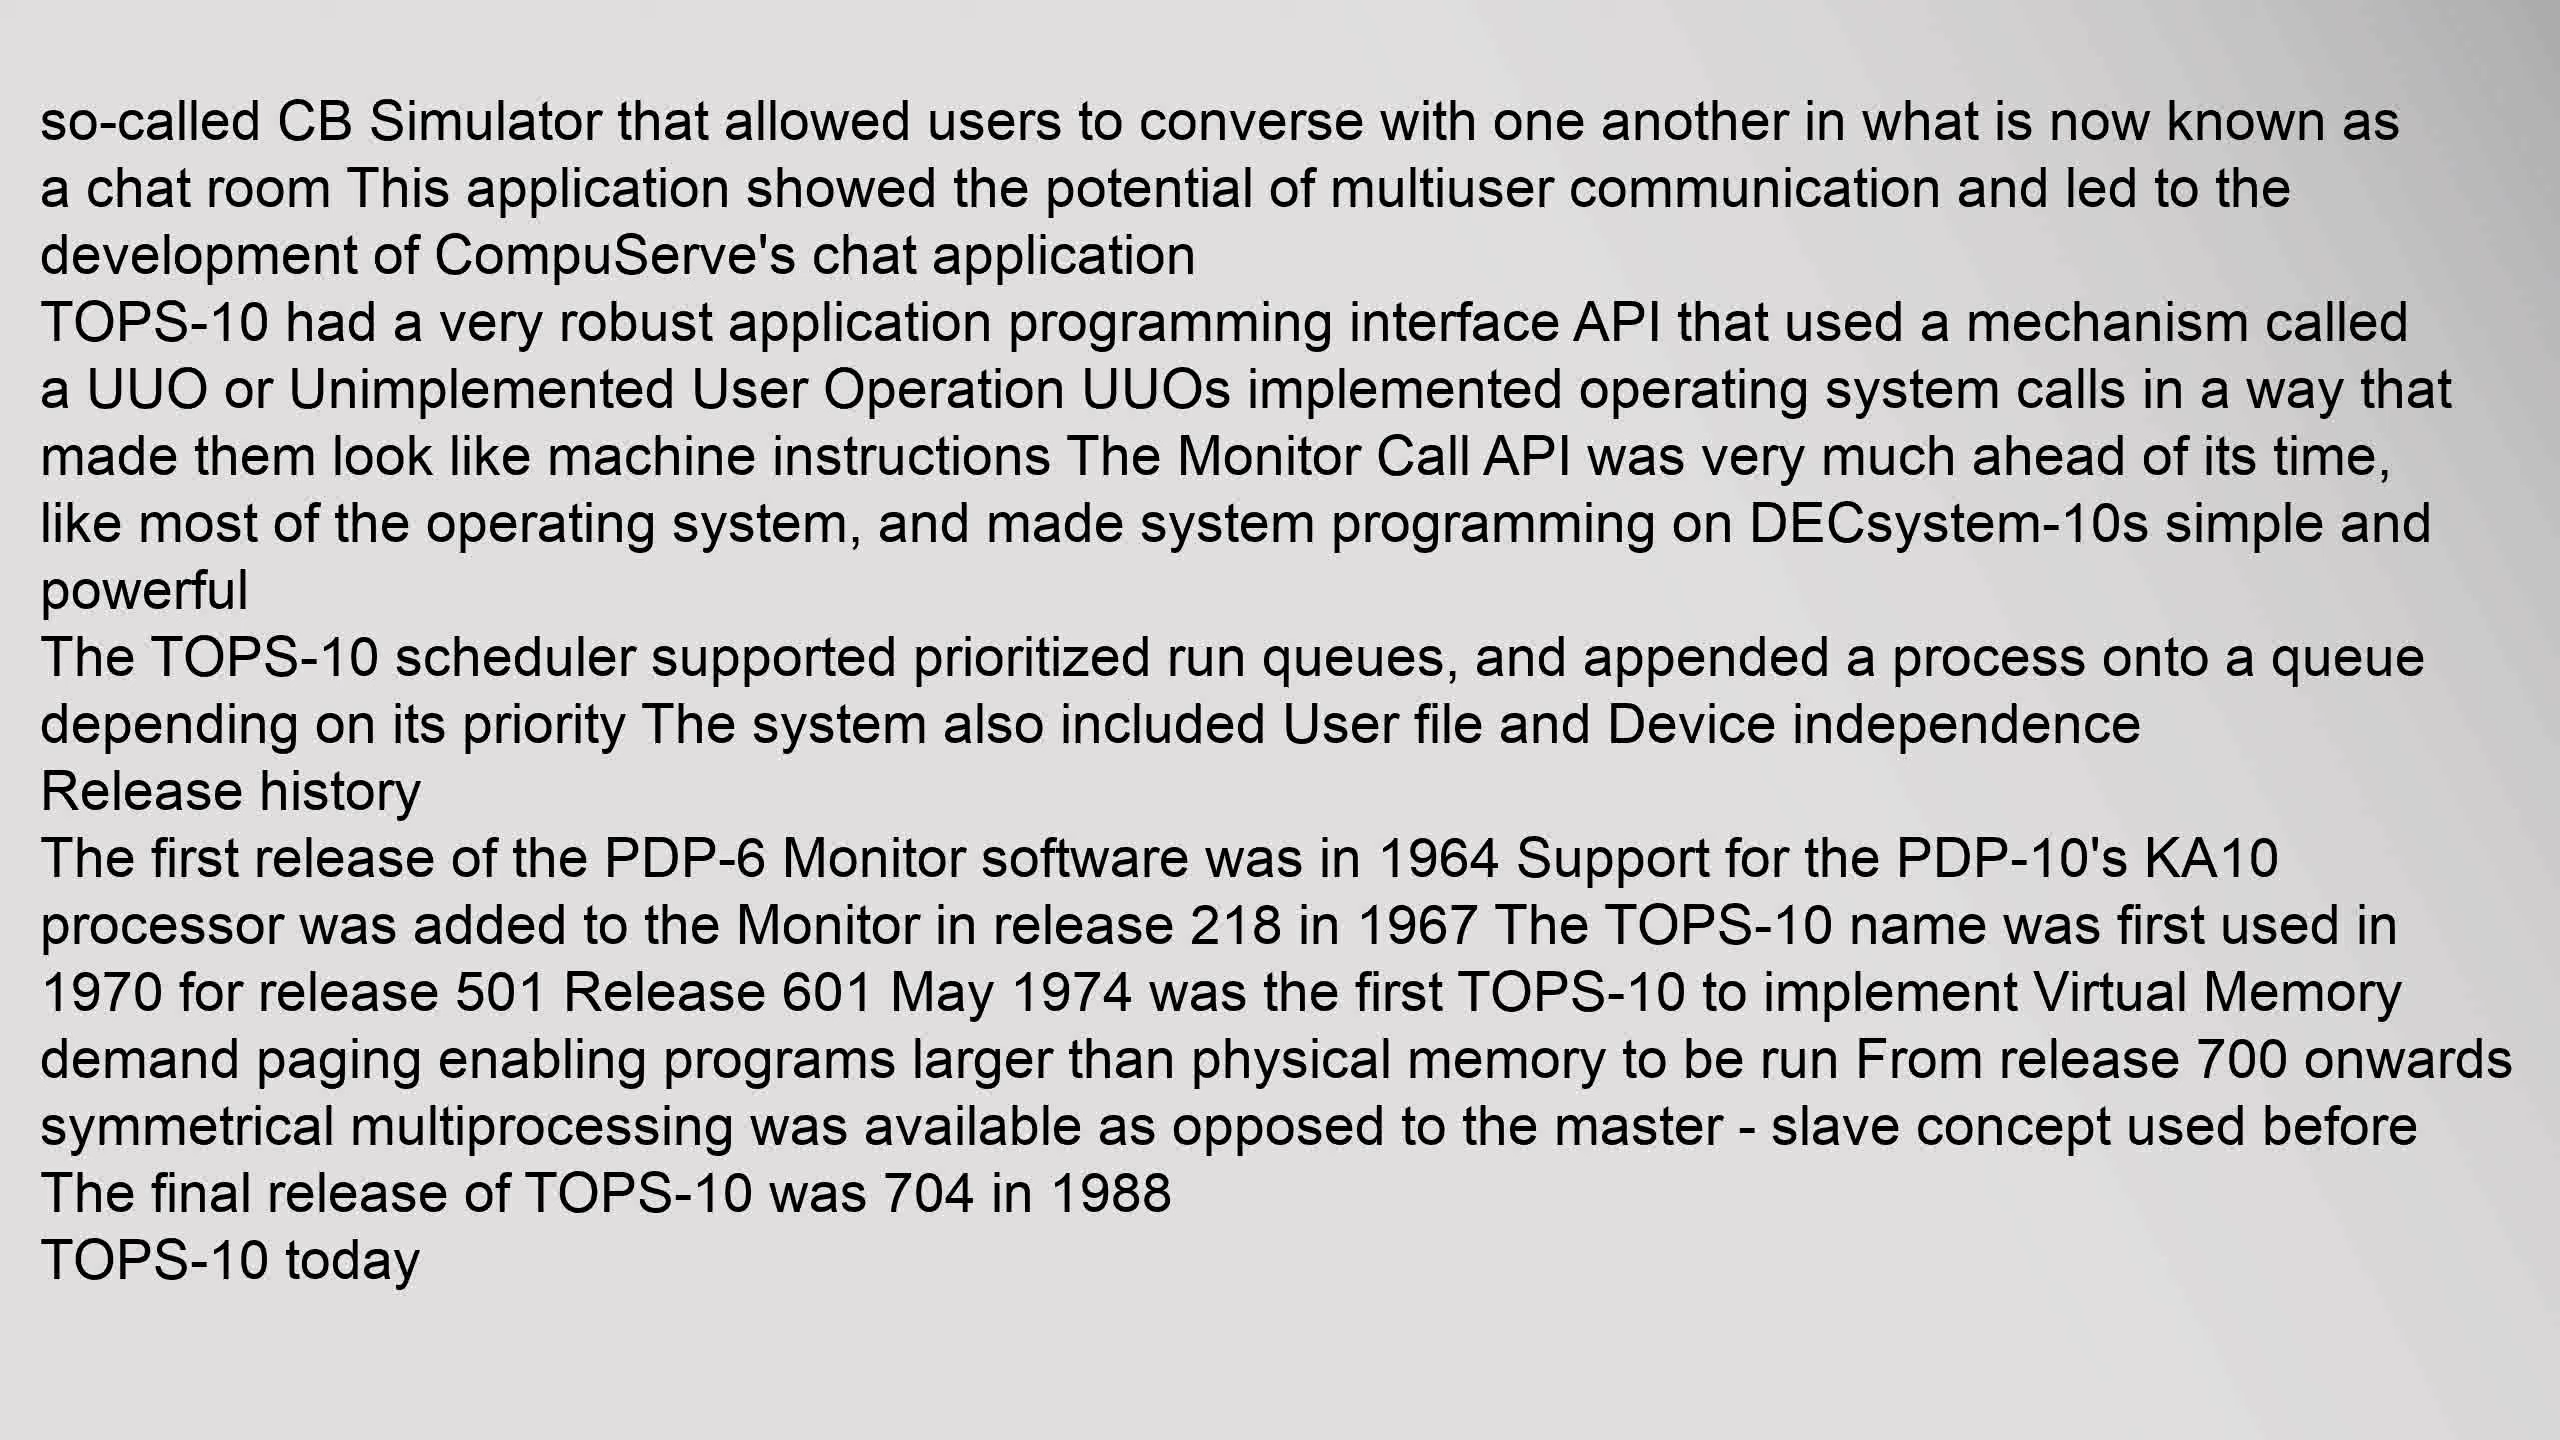 so-called CB Simulator that allowed users to converse with one another in what is now known as
a chat room This application showed the potential of multiuser communication and led to the
development of CompuServe's chat application
TOPS-10 had a very robust application programming interface API that used a mechanism called
a UUO or Unimplemented User Operation UUOs implemented operating system calls in a way that
made them look like machine instructions The Monitor Call API was very much ahead of its time,
like most of the operating system, and made system programming on DECsystem-10s simple and
powerful
The TOPS-10 scheduler supported prioritized run queues, and appended a process onto a queue
depending on its priority The system also included User file and Device independence
Release history
The first release of the PDP-6 Monitor software was in 1964 Support for the PDP-10's KA10
processor was added to the Monitor in release 218 in 1967 The TOPS-10 name was first used in
1970 for release 501 Release 601 May 1974 was the first TOPS-10 to implement Virtual Memory
demand paging enabling programs larger than physical memory to be run From release 700 onwards
symmetrical multiprocessing was available as opposed to the master - slave concept used before
The final release of TOPS-10 was 704 in 1988
TOPS-10 today